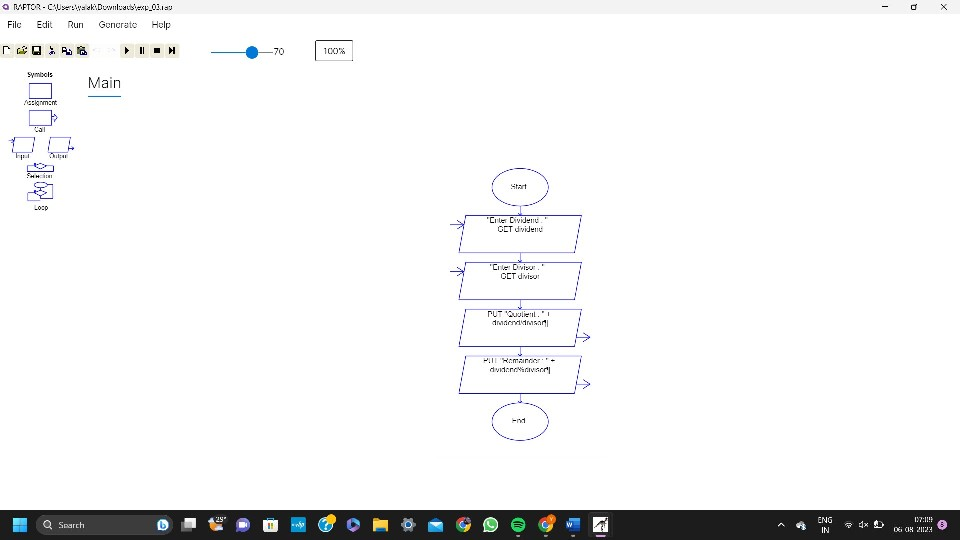 RAPTOR - C:\Users\yalak\Downloads\exp_03.rap
File Edit Run Generate Help
70
100%
Symbols
Assignment
Call
Input Output
Selection
Loop
Main
Start
"Enter Dividend : "
GET dividend
"Enter Divisor : "
GET divisor
PUT "Quotient : " +
dividend/divisor¶
PUT "Remainder : " +
dividend%divisor¶
End
29°
Search
ENG
IN
07:09
06-08-2023